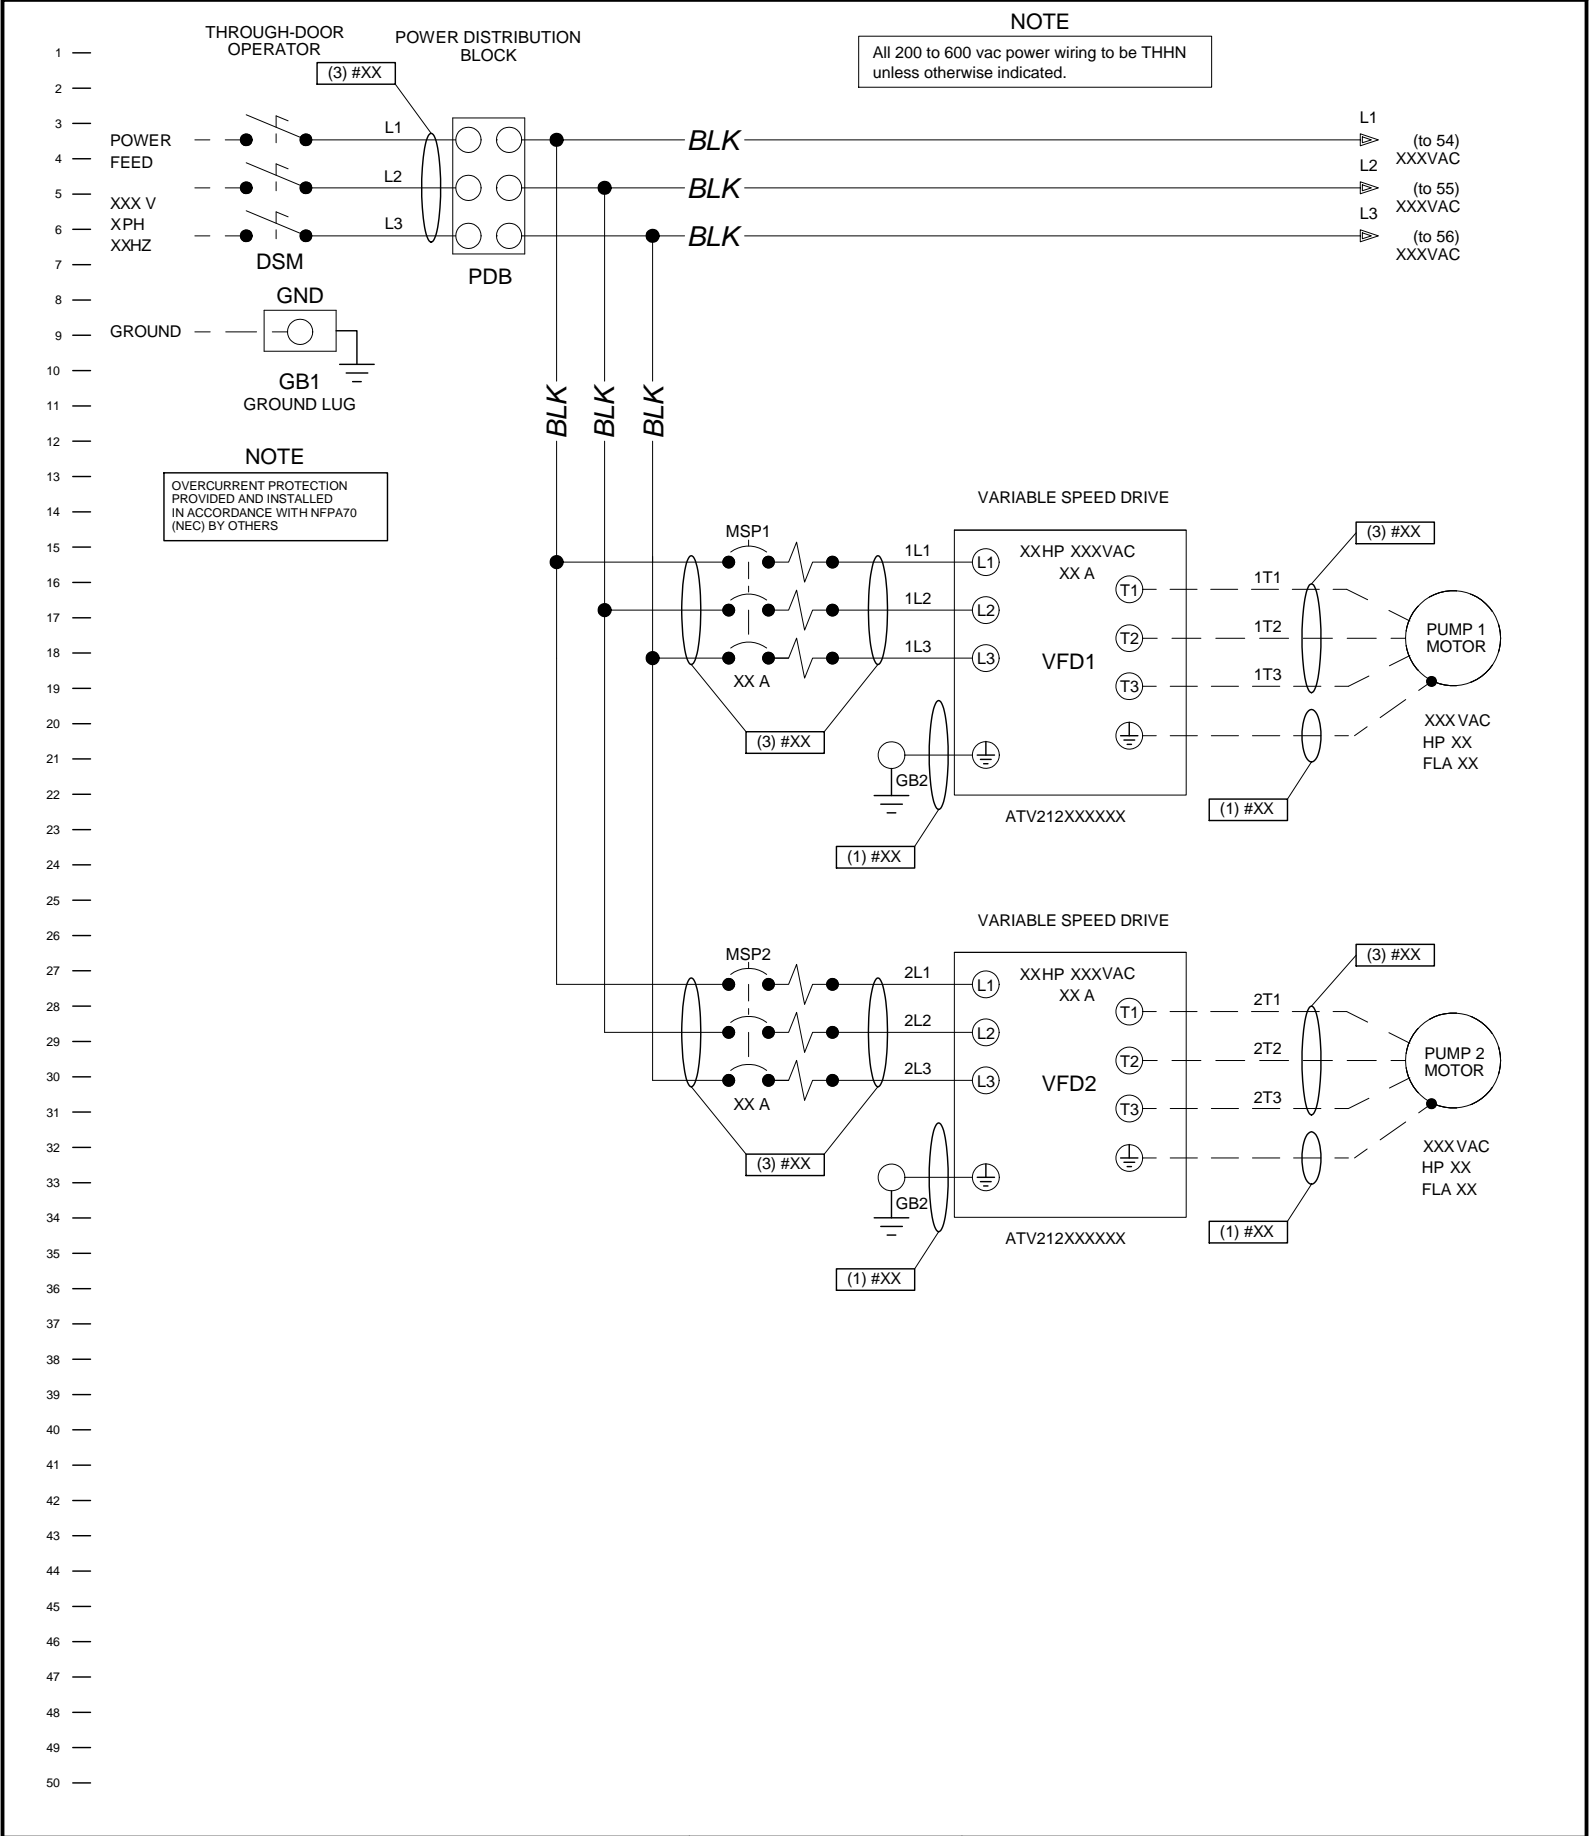 NOTE
THROUGH-DOOR
OPERATOR
POWER DISTRIBUTION
BLOCK
All 200 to 600 vac power wiring to be THHN
unless otherwise indicated.
1
(3) #XX
2
3
L1
L1
POWER
BLK
(to 54)
4
FEED
XXXVAC
L2
L2
5
BLK
(to 55)
XXX V
XXXVAC
L3
L3
6
XPH
BLK
(to 56)
XXHZ
XXXVAC
7
DSM
PDB
8
GND
9
GROUND
10
GB1
11
GROUND LUG
BLK
BLK
BLK
12
NOTE
13
OVERCURRENT PROTECTION
PROVIDED AND INSTALLED
IN ACCORDANCE WITH NFPA70
(NEC) BY OTHERS
VARIABLE SPEED DRIVE
14
MSP1
(3) #XX
15
1L1
L1
XXHP XXXVAC
16
XX A
T1
1T1
1L2
L2
17
T2
1T2
PUMP 1
MOTOR
18
1L3
L3
VFD1
XX A
19
T3
1T3
20
XXXVAC
(3) #XX
HP XX
21
FLA XX
GB2
22
(1) #XX
ATV212XXXXXX
23
24
(1) #XX
25
VARIABLE SPEED DRIVE
26
MSP2
(3) #XX
27
2L1
L1
XXHP XXXVAC
28
XX A
T1
2T1
2L2
L2
29
T2
2T2
PUMP 2
MOTOR
30
2L3
L3
VFD2
XX A
31
T3
2T3
32
XXXVAC
(3) #XX
HP XX
33
FLA XX
GB2
34
(1) #XX
ATV212XXXXXX
35
36
(1) #XX
37
38
39
40
41
42
43
44
45
46
47
48
49
50